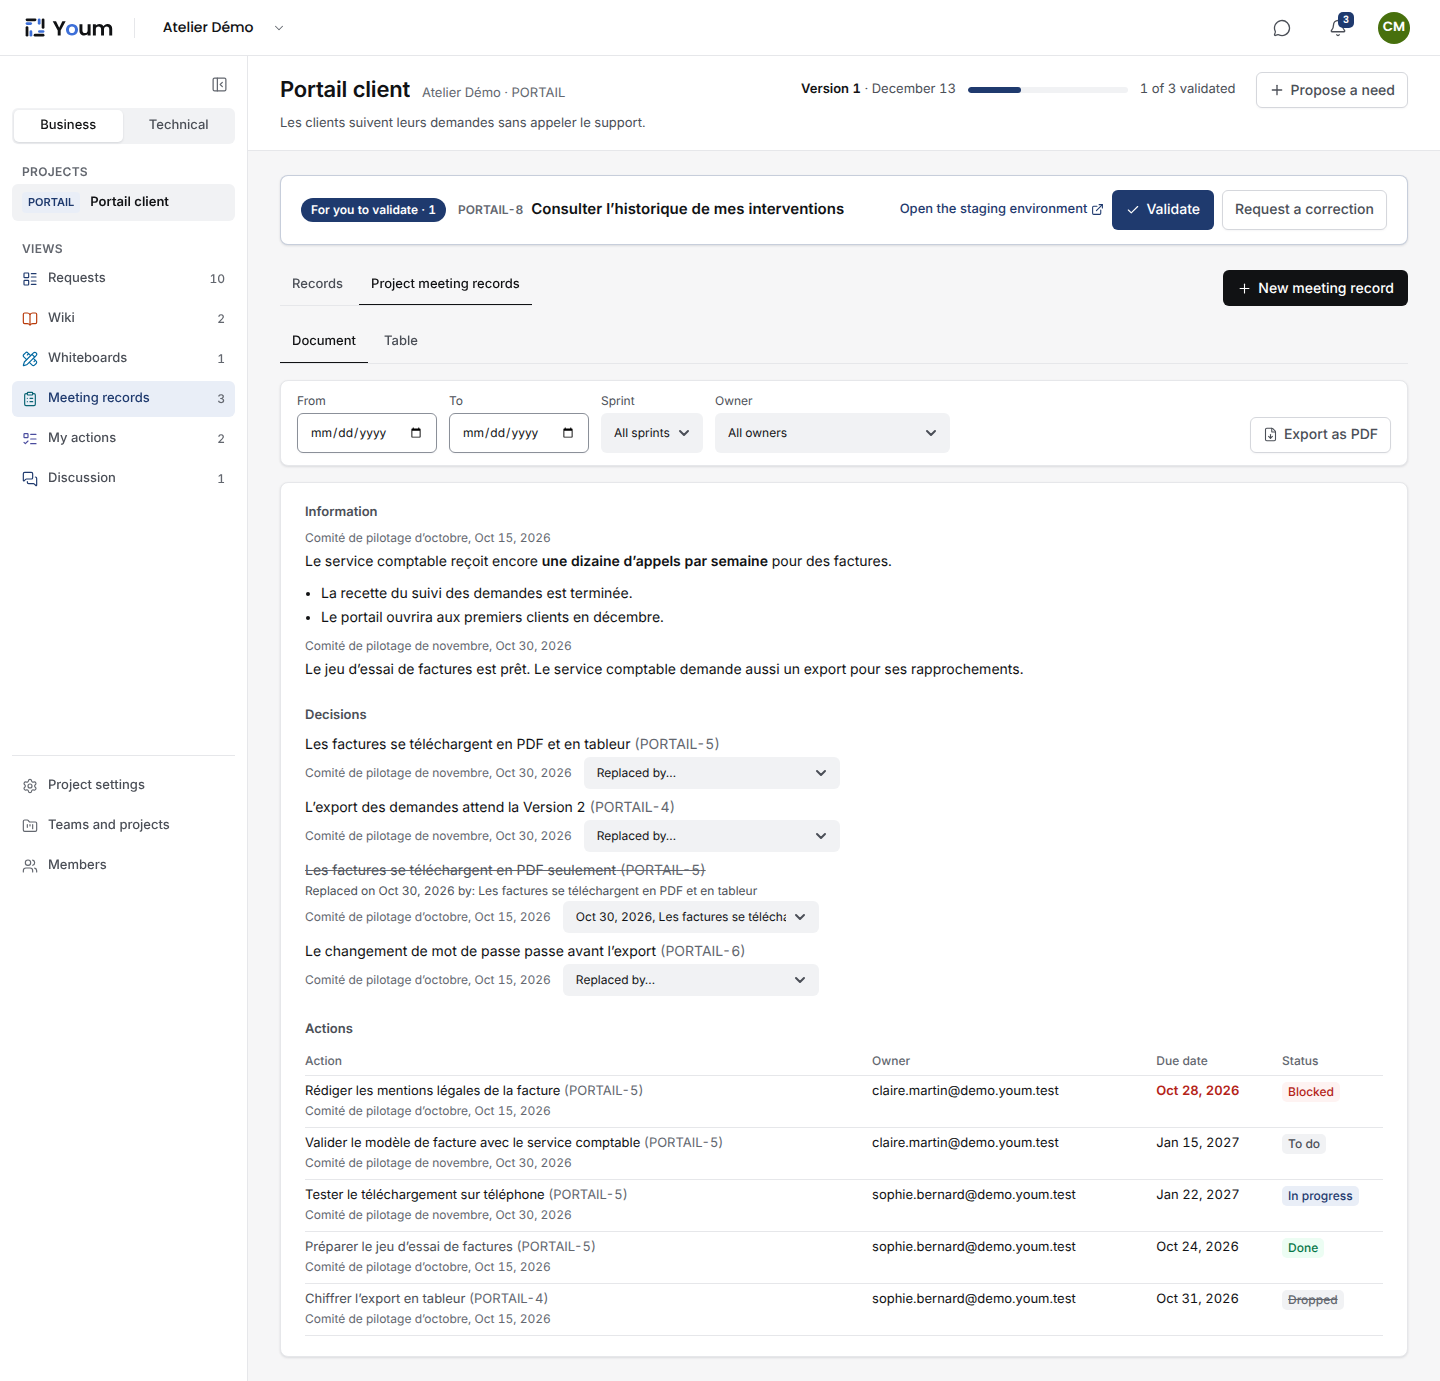 Youm
Atelier Démo
3
CM
Business
Technical
PROJECTS
PORTAIL Portail client
VIEWS
Requests 10
Wiki 2
Whiteboards 1
Meeting records 3
My actions 2
Discussion 1
Project settings
Teams and projects
Members
Portail client Atelier Démo · PORTAIL
Version 1 · December 13
1 of 3 validated
+ Propose a need
Les clients suivent leurs demandes sans appeler le support.
For you to validate · 1 PORTAIL-8 Consulter l’historique de mes interventions
Open the staging environment
Validate
Request a correction
Records
Project meeting records
+ New meeting record
Document
Table
From
To
Sprint
Owner
mm/dd/yyyy
mm/dd/yyyy
All sprints
All owners
Export as PDF
Information
Comité de pilotage d’octobre, Oct 15, 2026
Le service comptable reçoit encore une dizaine d’appels par semaine pour des factures.
• La recette du suivi des demandes est terminée.
• Le portail ouvrira aux premiers clients en décembre.
Comité de pilotage de novembre, Oct 30, 2026
Le jeu d’essai de factures est prêt. Le service comptable demande aussi un export pour ses rapprochements.
Decisions
Les factures se téléchargent en PDF et en tableur (PORTAIL-5)
Comité de pilotage de novembre, Oct 30, 2026 Replaced by...
L’export des demandes attend la Version 2 (PORTAIL-4)
Comité de pilotage de novembre, Oct 30, 2026 Replaced by...
Les factures se téléchargent en PDF seulement (PORTAIL-5)
Replaced on Oct 30, 2026 by: Les factures se téléchargent en PDF et en tableur
Comité de pilotage d’octobre, Oct 15, 2026 Oct 30, 2026, Les factures se télécha
Le changement de mot de passe passe avant l’export (PORTAIL-6)
Comité de pilotage d’octobre, Oct 15, 2026 Replaced by...
Actions
Action Owner Due date Status
Rédiger les mentions légales de la facture (PORTAIL-5) claire.martin@demo.youm.test Oct 28, 2026 Blocked
Comité de pilotage d’octobre, Oct 15, 2026
Valider le modèle de facture avec le service comptable (PORTAIL-5) claire.martin@demo.youm.test Jan 15, 2027 To do
Comité de pilotage de novembre, Oct 30, 2026
Tester le téléchargement sur téléphone (PORTAIL-5) sophie.bernard@demo.youm.test Jan 22, 2027 In progress
Comité de pilotage de novembre, Oct 30, 2026
Préparer le jeu d’essai de factures (PORTAIL-5) sophie.bernard@demo.youm.test Oct 24, 2026 Done
Comité de pilotage d’octobre, Oct 15, 2026
Chiffrer l’export en tableur (PORTAIL-4) sophie.bernard@demo.youm.test Oct 31, 2026 Dropped
Comité de pilotage d’octobre, Oct 15, 2026